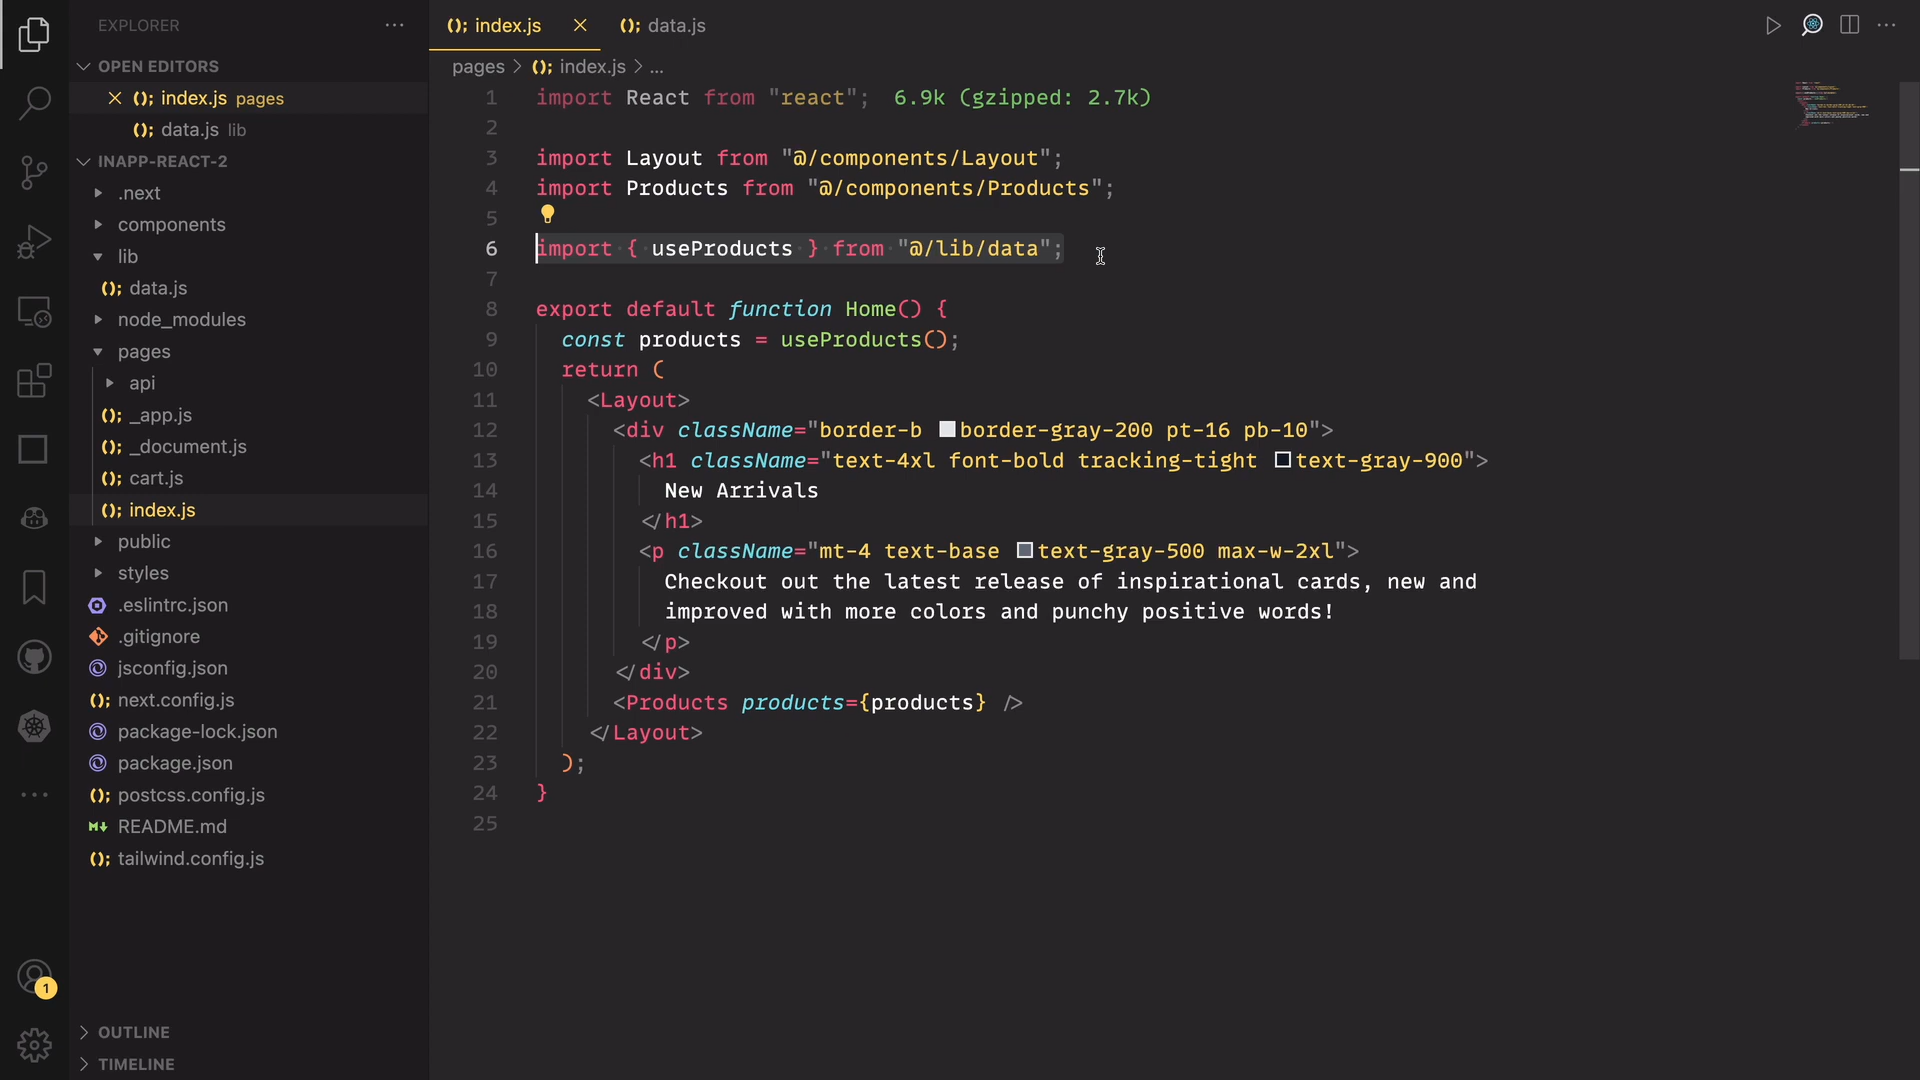 EXPLORER
OPEN EDITORS
(); index.js pages
(); data.js lib
INAPP-REACT-2
.next
components
lib
(); data.js
node_modules
pages
api
(); _app.js
(); _document.js
(); cart.js
(); index.js
public
styles
.eslintrc.json
.gitignore
jsconfig.json
(); next.config.js
package-lock.json
package.json
(); postcss.config.js
README.md
(); tailwind.config.js
1
OUTLINE
TIMELINE
(); index.js
(); data.js
pages > (); index.js > ...
1 import React from "react"; 6.9k (gzipped: 2.7k)
2
3 import Layout from "@/components/Layout";
4 import Products from "@/components/Products";
5
6 import { useProducts } from "@/lib/data";
7
8 export default function Home() {
9 const products = useProducts();
10 return (
11 <Layout>
12 <div className="border-b border-gray-200 pt-16 pb-10">
13 <h1 className="text-4xl font-bold tracking-tight text-gray-900">
14 New Arrivals
15 </h1>
16 <p className="mt-4 text-base text-gray-500 max-w-2xl">
17 Checkout out the latest release of inspirational cards, new and
18 improved with more colors and punchy positive words!
19 </p>
20 </div>
21 <Products products={products} />
22 </Layout>
23 );
24 }
25